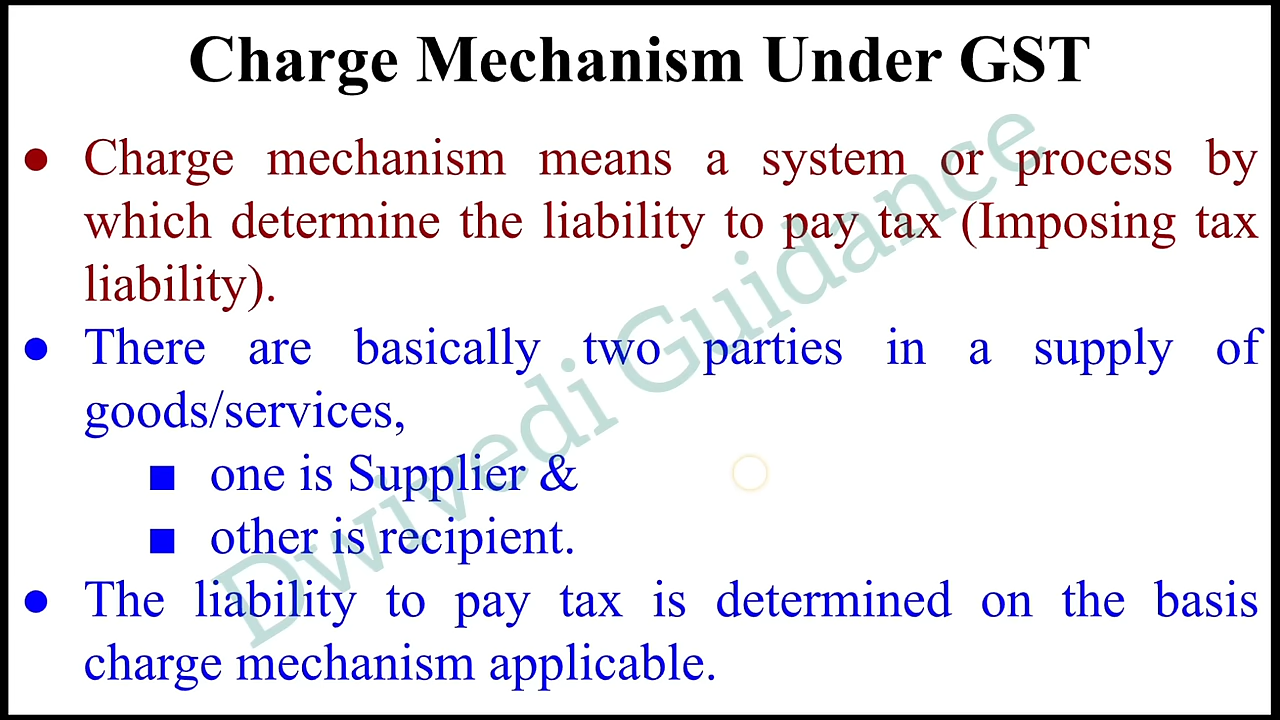 Charge Mechanism Under GST
● Charge mechanism means a system or process by
which determine the liability to pay tax (Imposing tax
liability).
● There are basically two parties in a supply of
goods/services,
■ one is Supplier &
■ other is recipient.
● The liability to pay tax is determined on the basis
charge mechanism applicable.
Dwivedi Guidance